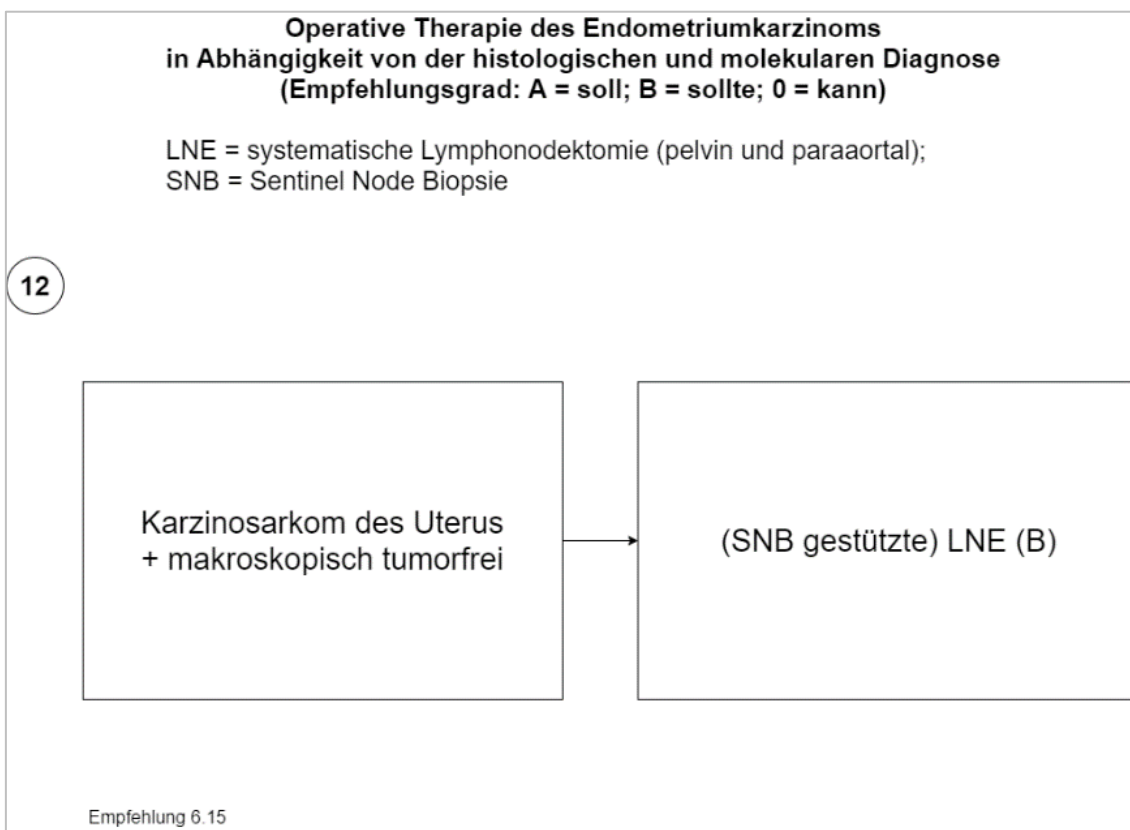 Operative Therapie des Endometriumkarzinoms
in Abhängigkeit von der histologischen und molekularen Diagnose
(Empfehlungsgrad: A = soll; B = sollte; 0 = kann)
LNE = systematische Lymphonodektomie (pelvin und paraaortal);
SNB = Sentinel Node Biopsie
12
Karzinosarkom des Uterus
+ makroskopisch tumorfrei
(SNB gestützte) LNE (B)
Empfehlung 6.15